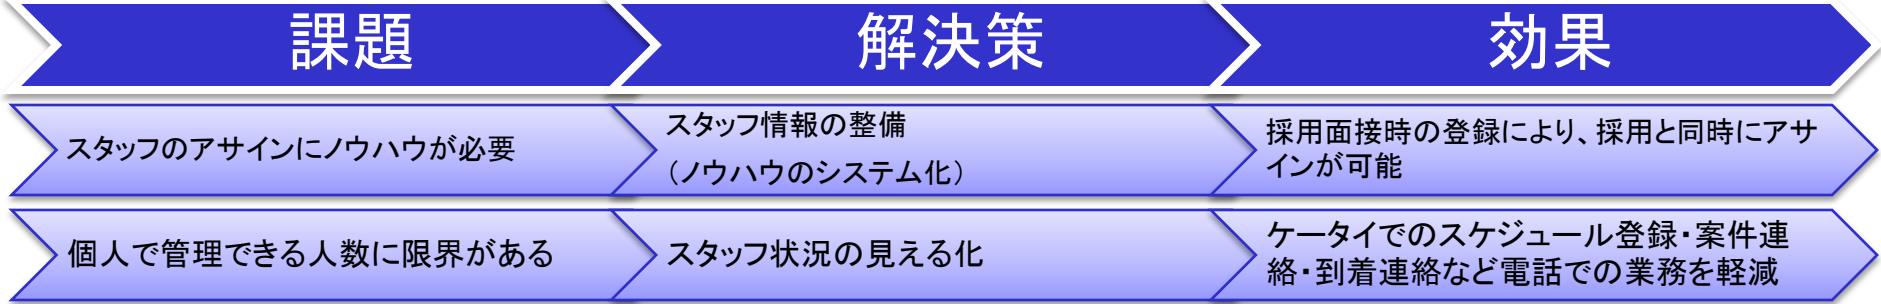 課題
解決策
効果
スタッフのアサインにノウハウが必要
スタッフ情報の整備
（ノウハウのシステム化）
採用面接時の登録により、採用と同時にアサ
インが可能
個人で管理できる人数に限界がある
スタッフ状況の見える化
ケータイでのスケジュール登録・案件連
絡・到着連絡など電話での業務を軽減